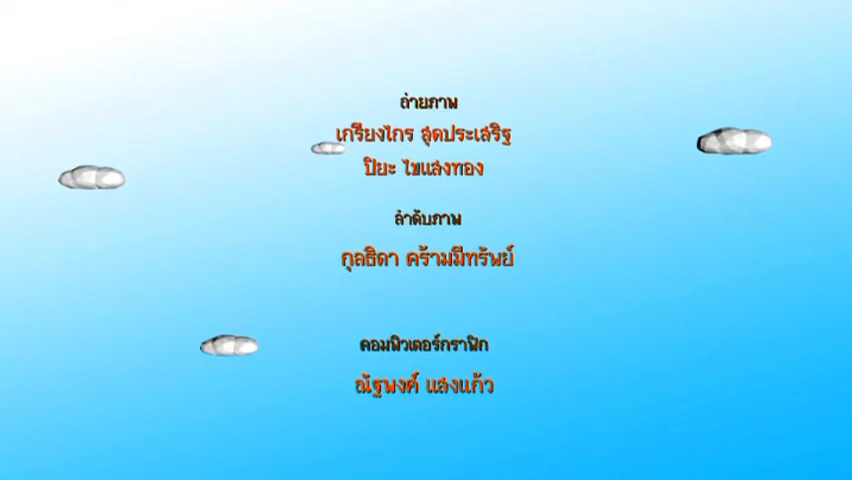 ถ่ายภาพ
เกรียงไกร สุดประเสริฐ
ปิยะ ไขแสงทอง
ลำดับภาพ
กุลธิดา คร้ามมีทรัพย์
คอมพิวเตอร์กราฟิก
ณัฐพงศ์ แสงแก้ว